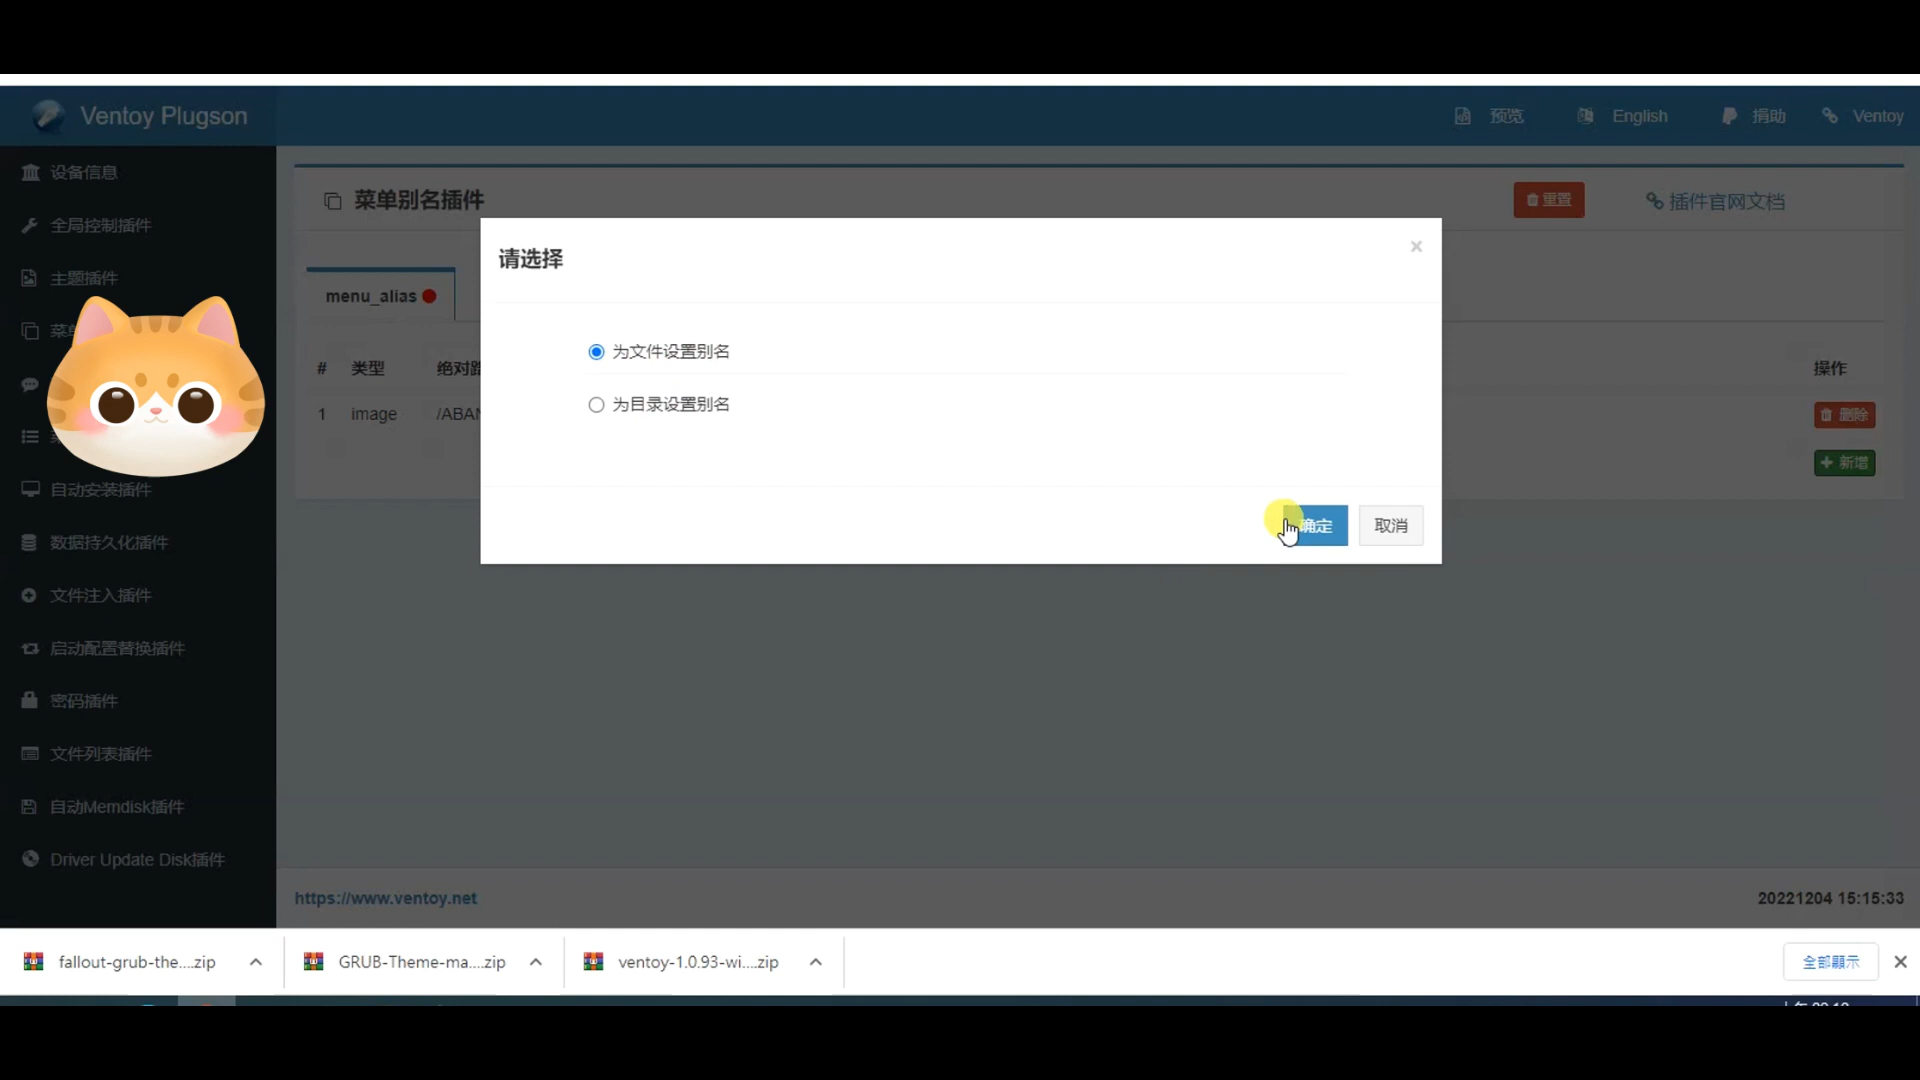 Ventoy Plugson
预览
English
捐助
Ventoy
设备信息
全局控制插件
主题插件
自动安装插件
数据持久化插件
文件注入插件
启动配置替换插件
密码插件
文件列表插件
自动Memdisk插件
Driver Update Disk插件
菜单别名插件
重置
插件官网文档
menu_alias
# 类型 操作
1 image 删除
新增
请选择
×
为文件设置别名
为目录设置别名
确定 取消
https://www.ventoy.net
20221204 15:15:33
fallout-grub-the....zip
GRUB-Theme-ma....zip
ventoy-1.0.93-wi....zip
全部顯示